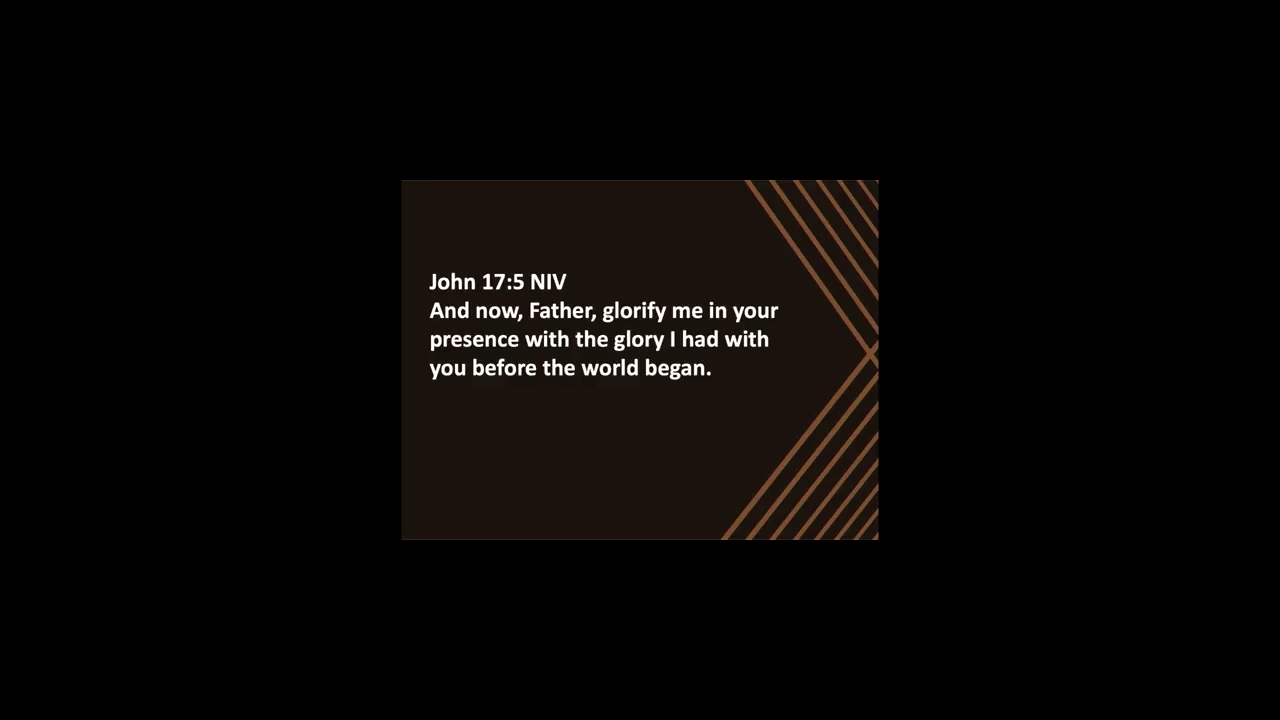 John 17:5 NIV
And now, Father, glorify me in your
presence with the glory I had with
you before the world began.